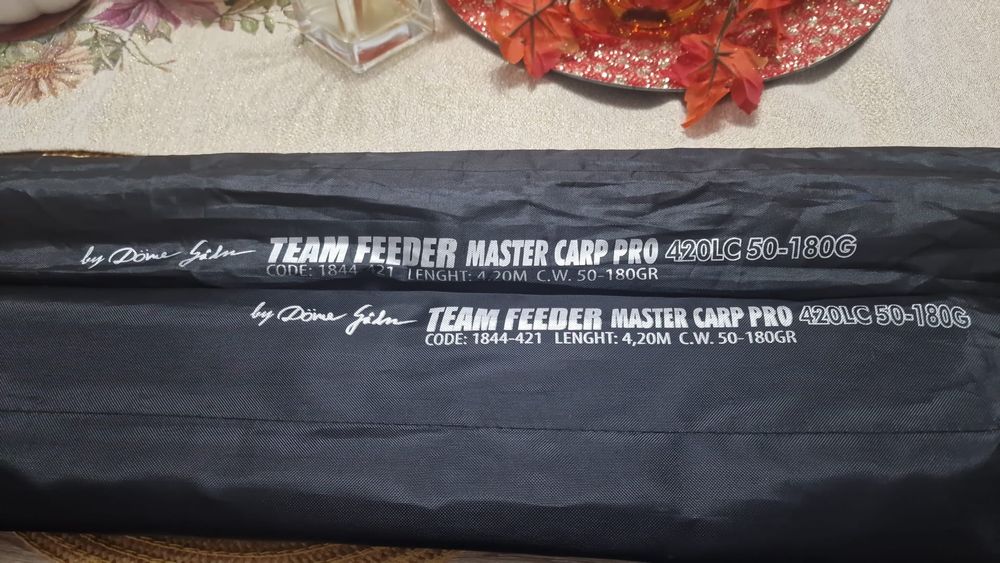 by Döme Gábor TEAM FEEDER MASTER CARP PRO 420LC 50-180G
CODE: 1844-421 LENGHT: 4,20M C.W. 50-180GR
by Döme Gábor TEAM FEEDER MASTER CARP PRO 420LC 50-180G
CODE: 1844-421 LENGHT: 4,20M C.W. 50-180GR